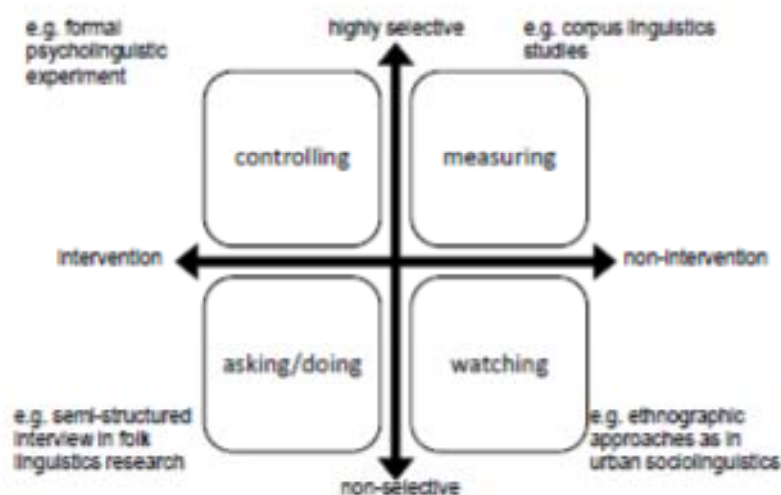 e.g. formal
psycholinguistic
experiment
highly selective
e.g. corpus linguistics
studies
controlling
measuring
intervention
non-intervention
asking/doing
watching
e.g. semi-structured
interview in folk
linguistics research
e.g. ethnographic
approaches as in
urban sociolinguistics
non-selective